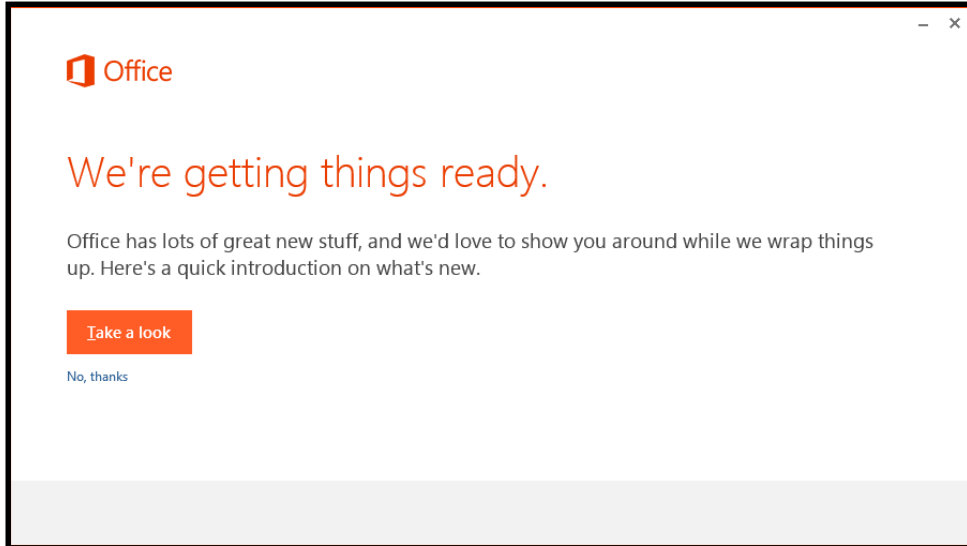 Office
We're getting things ready.
Office has lots of great new stuff, and we'd love to show you around while we wrap things
up. Here's a quick introduction on what's new.
Take a look
No, thanks